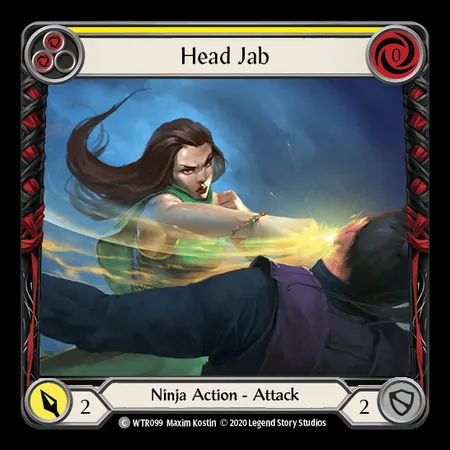 Head Jab
0
Ninja Action - Attack
2
2
C WTR099 Maxim Kostin © 2020 Legend Story Studios